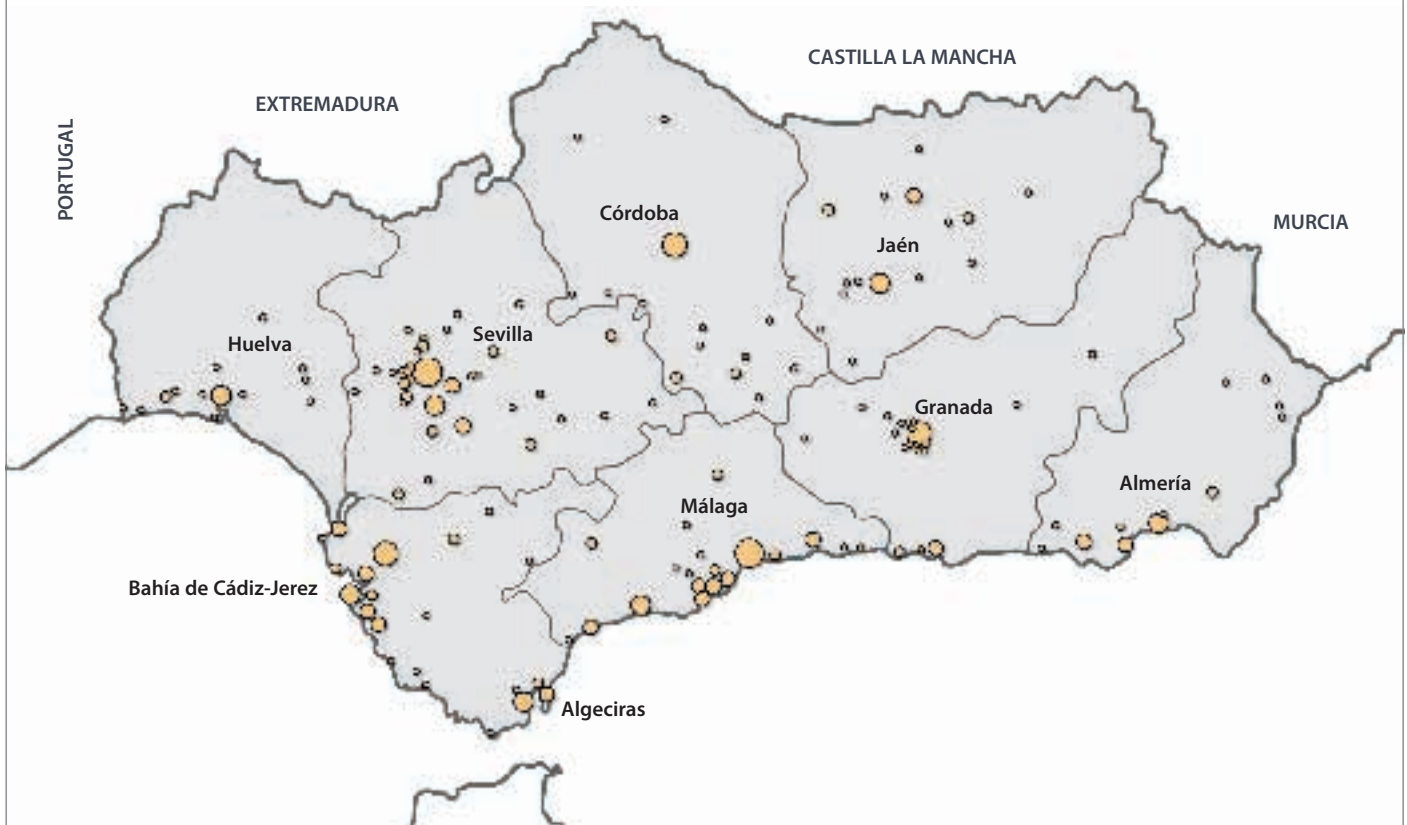 CASTILLA LA MANCHA
EXTREMADURA
PORTUGAL
MURCIA
Córdoba
Jaén
Huelva
Sevilla
Granada
Almería
Málaga
Bahía de Cádiz-Jerez
Algeciras